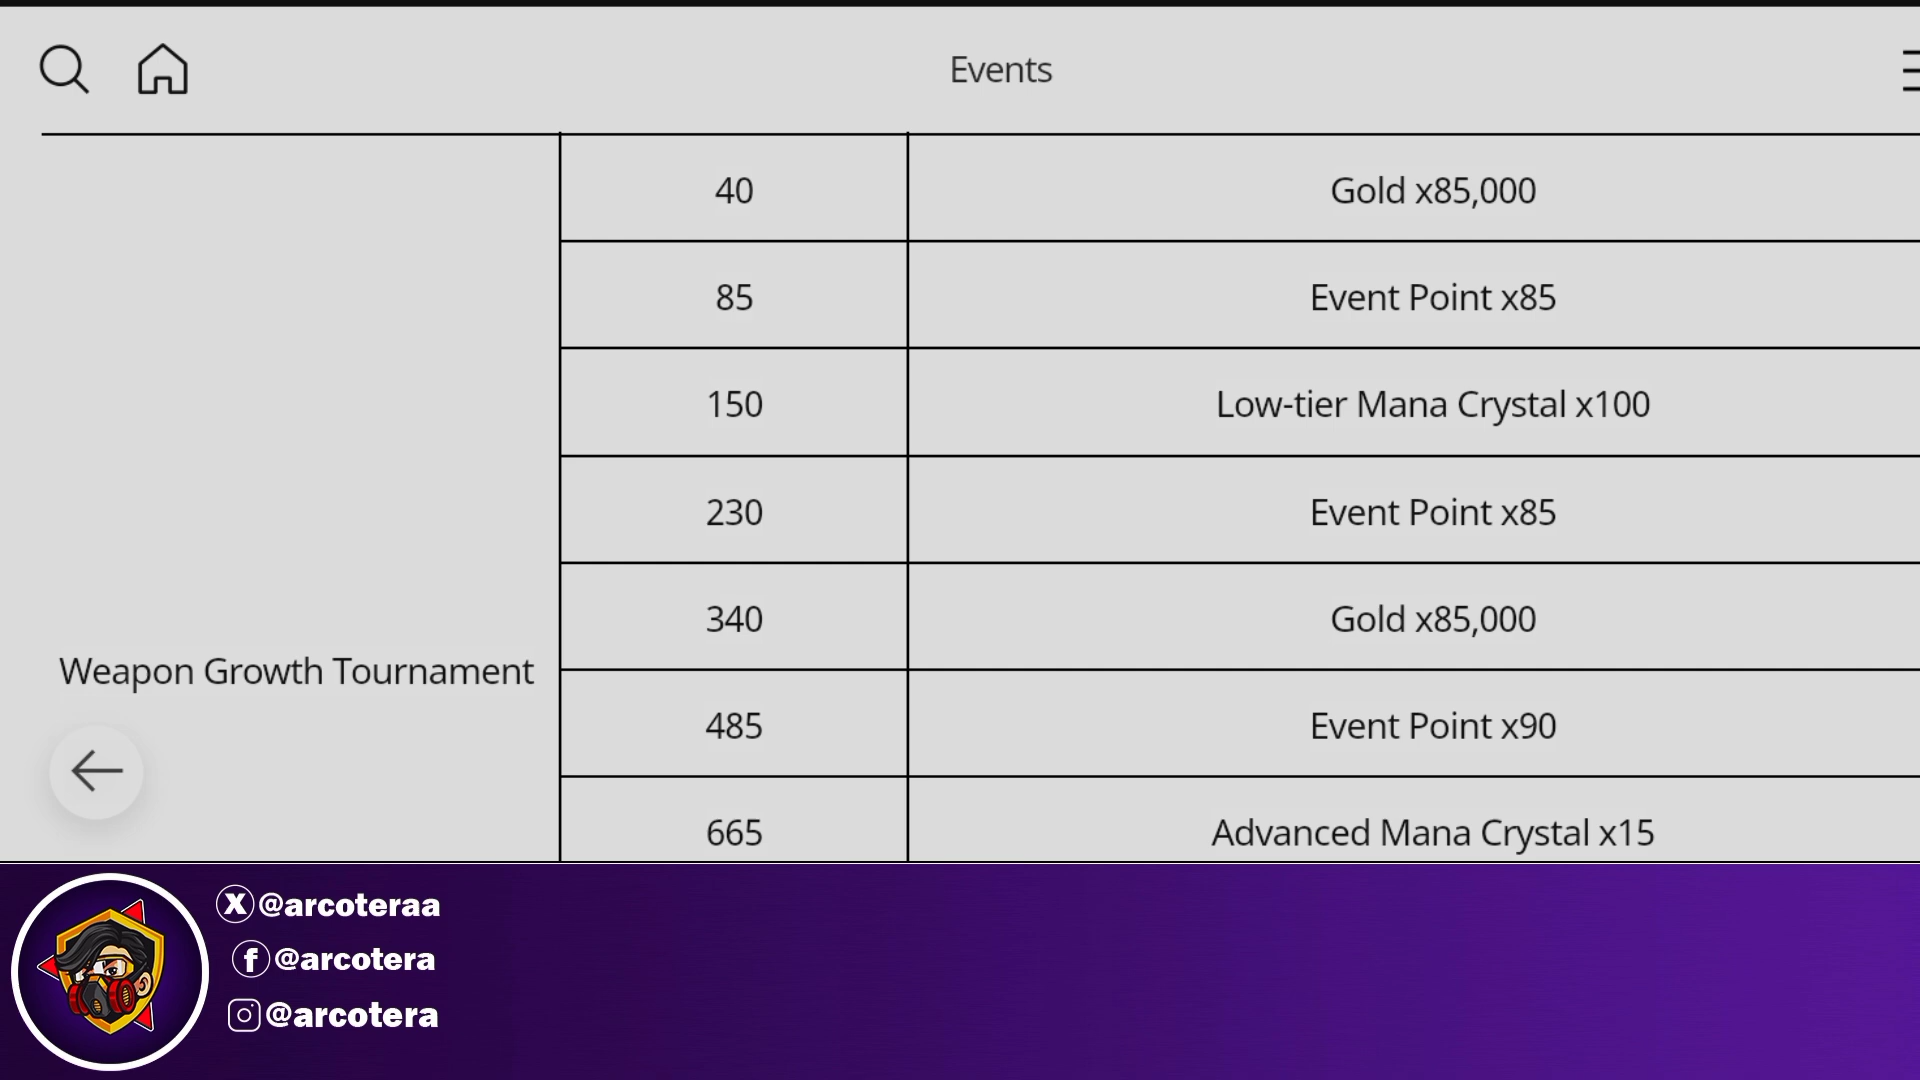 Events
40
Gold x85,000
85
Event Point x85
150
Low-tier Mana Crystal x100
230
Event Point x85
340
Gold x85,000
Weapon Growth Tournament
485
Event Point x90
665
Advanced Mana Crystal x15
X @arcoteraa
f @arcotera
@arcotera